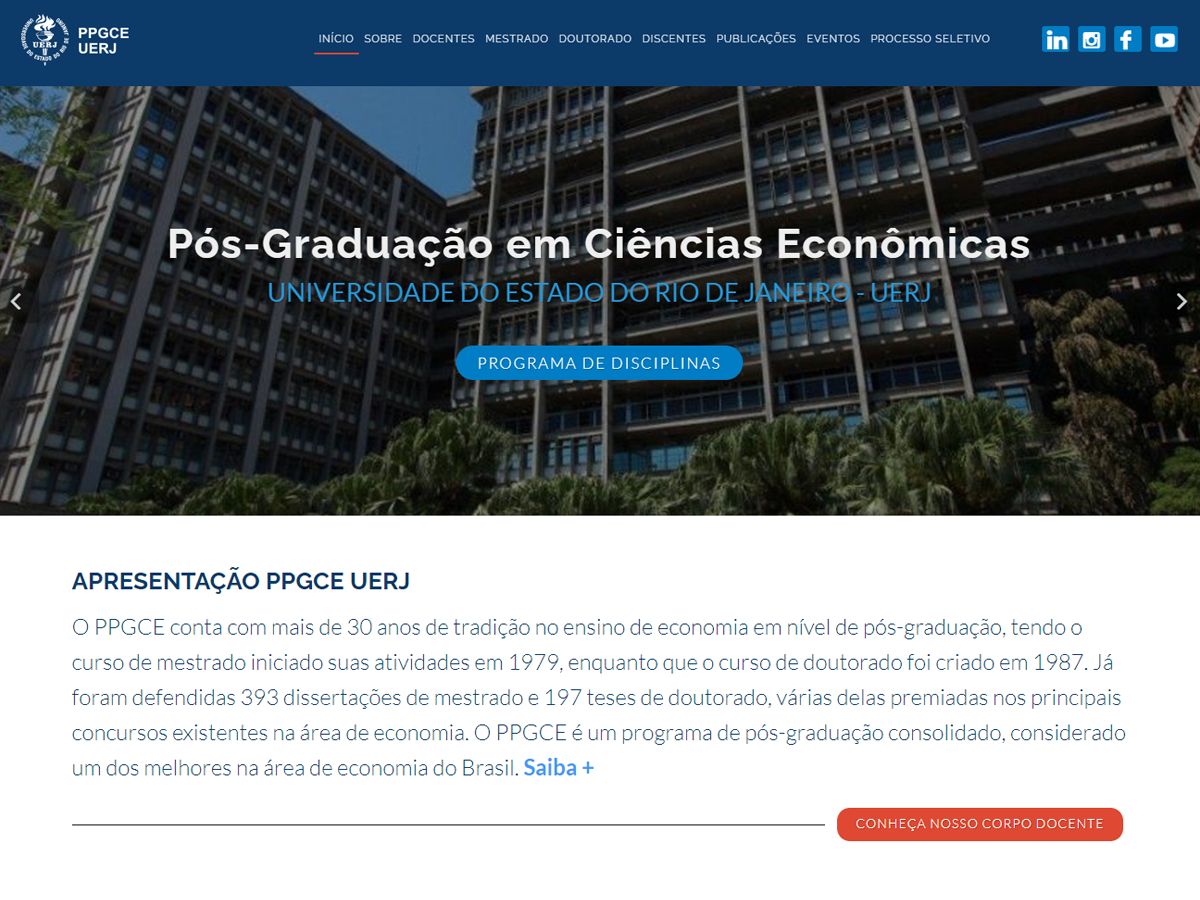 UNIVERSIDADE DO ESTADO DO RIO DE JANEIRO
UERJ
PPGCE
UERJ
INÍCIO SOBRE DOCENTES MESTRADO DOUTORADO DISCENTES PUBLICAÇÕES EVENTOS PROCESSO SELETIVO
Pós-Graduação em Ciências Econômicas
UNIVERSIDADE DO ESTADO DO RIO DE JANEIRO - UERJ
PROGRAMA DE DISCIPLINAS
APRESENTAÇÃO PPGCE UERJ
O PPGCE conta com mais de 30 anos de tradição no ensino de economia em nível de pós-graduação, tendo o
curso de mestrado iniciado suas atividades em 1979, enquanto que o curso de doutorado foi criado em 1987. Já
foram defendidas 393 dissertações de mestrado e 197 teses de doutorado, várias delas premiadas nos principais
concursos existentes na área de economia. O PPGCE é um programa de pós-graduação consolidado, considerado
um dos melhores na área de economia do Brasil. Saiba +
CONHEÇA NOSSO CORPO DOCENTE